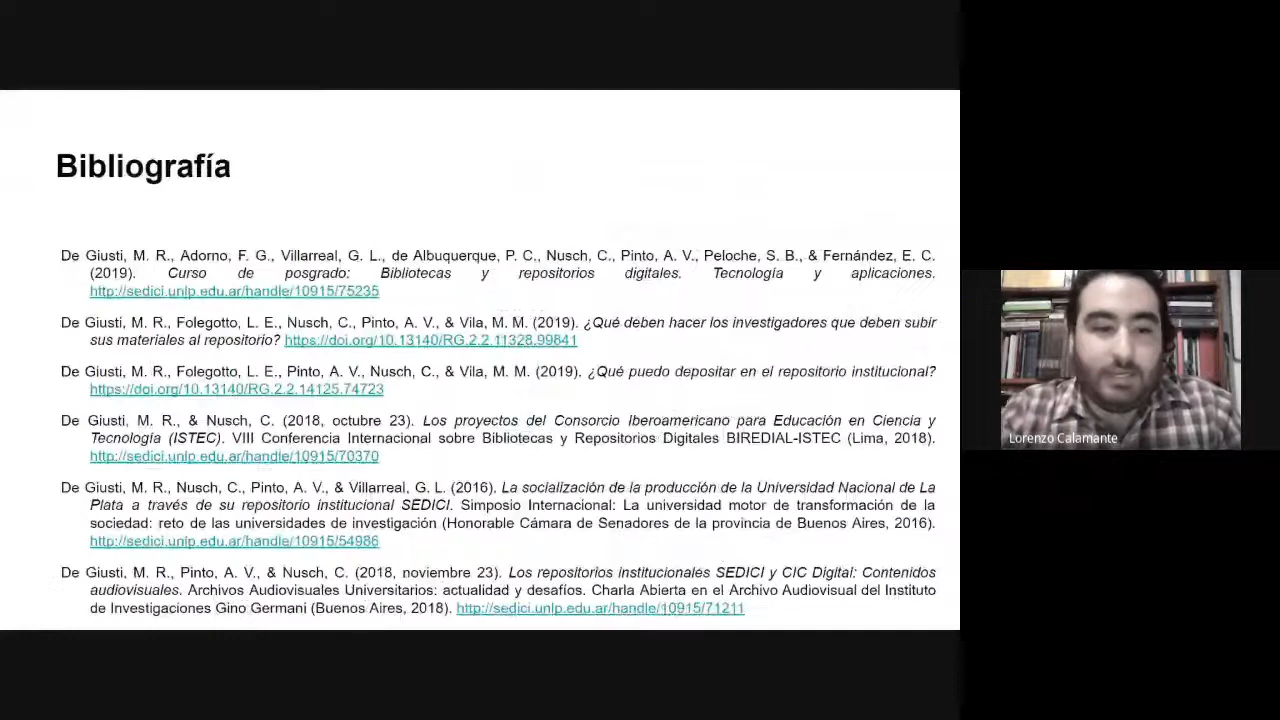 Bibliografía
De Giusti, M. R., Adorno, F. G., Villarreal, G. L., de Albuquerque, P. C., Nusch, C., Pinto, A. V., Peloche, S. B., & Fernández, E. C.
(2019). Curso de posgrado: Bibliotecas y repositorios digitales. Tecnología y aplicaciones.
http://sedici.unlp.edu.ar/handle/10915/75235
De Giusti, M. R., Folegotto, L. E., Nusch, C., Pinto, A. V., & Vila, M. M. (2019). ¿Qué deben hacer los investigadores que deben subir
sus materiales al repositorio? https://doi.org/10.13140/RG.2.2.11328.99841
De Giusti, M. R., Folegotto, L. E., Pinto, A. V., Nusch, C., & Vila, M. M. (2019). ¿Qué puedo depositar en el repositorio institucional?
https://doi.org/10.13140/RG.2.2.14125.74723
De Giusti, M. R., & Nusch, C. (2018, octubre 23). Los proyectos del Consorcio Iberoamericano para Educación en Ciencia y
Tecnología (ISTEC). VIII Conferencia Internacional sobre Bibliotecas y Repositorios Digitales BIREDIAL-ISTEC (Lima, 2018).
http://sedici.unlp.edu.ar/handle/10915/70370
De Giusti, M. R., Nusch, C., Pinto, A. V., & Villarreal, G. L. (2016). La socialización de la producción de la Universidad Nacional de La
Plata a través de su repositorio institucional SEDICI. Simposio Internacional: La universidad motor de transformación de la
sociedad: reto de las universidades de investigación (Honorable Cámara de Senadores de la provincia de Buenos Aires, 2016).
http://sedici.unlp.edu.ar/handle/10915/54986
De Giusti, M. R., Pinto, A. V., & Nusch, C. (2018, noviembre 23). Los repositorios institucionales SEDICI y CIC Digital: Contenidos
audiovisuales. Archivos Audiovisuales Universitarios: actualidad y desafíos. Charla Abierta en el Archivo Audiovisual del Instituto
de Investigaciones Gino Germani (Buenos Aires, 2018). http://sedici.unlp.edu.ar/handle/10915/71211
Lorenzo Calamante